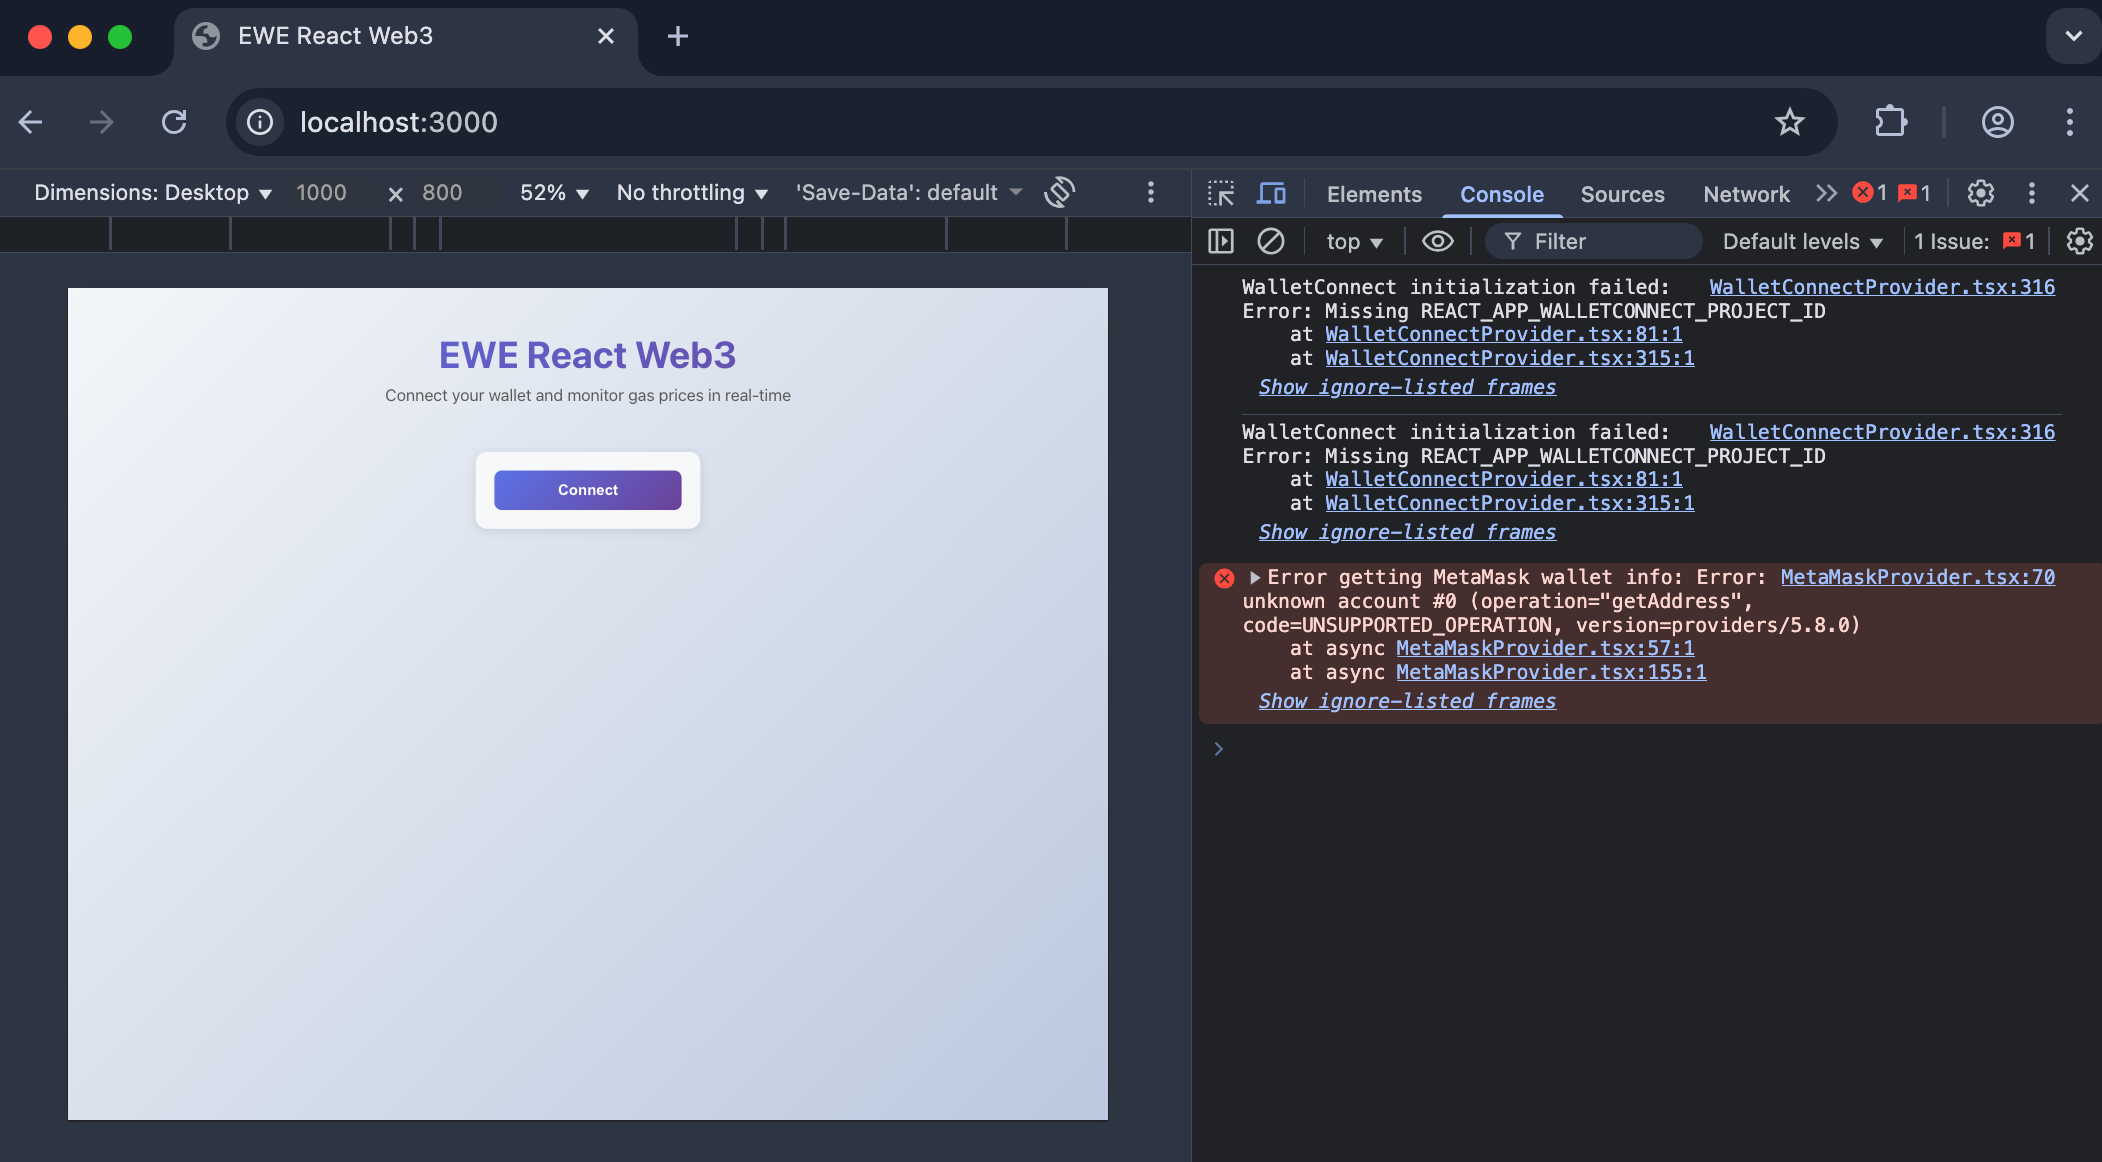 EWE React Web3
localhost:3000
Dimensions: Desktop 1000 × 800 52% No throttling 'Save-Data': default
Elements Console Sources Network 1 1
top Filter Default levels 1 Issue: 1
EWE React Web3
Connect your wallet and monitor gas prices in real-time
Connect
WalletConnect initialization failed: WalletConnectProvider.tsx:316
Error: Missing REACT_APP_WALLETCONNECT_PROJECT_ID
at WalletConnectProvider.tsx:81:1
at WalletConnectProvider.tsx:315:1
Show ignore-listed frames
WalletConnect initialization failed: WalletConnectProvider.tsx:316
Error: Missing REACT_APP_WALLETCONNECT_PROJECT_ID
at WalletConnectProvider.tsx:81:1
at WalletConnectProvider.tsx:315:1
Show ignore-listed frames
Error getting MetaMask wallet info: Error: MetaMaskProvider.tsx:70
unknown account #0 (operation="getAddress",
code=UNSUPPORTED_OPERATION, version=providers/5.8.0)
at async MetaMaskProvider.tsx:57:1
at async MetaMaskProvider.tsx:155:1
Show ignore-listed frames